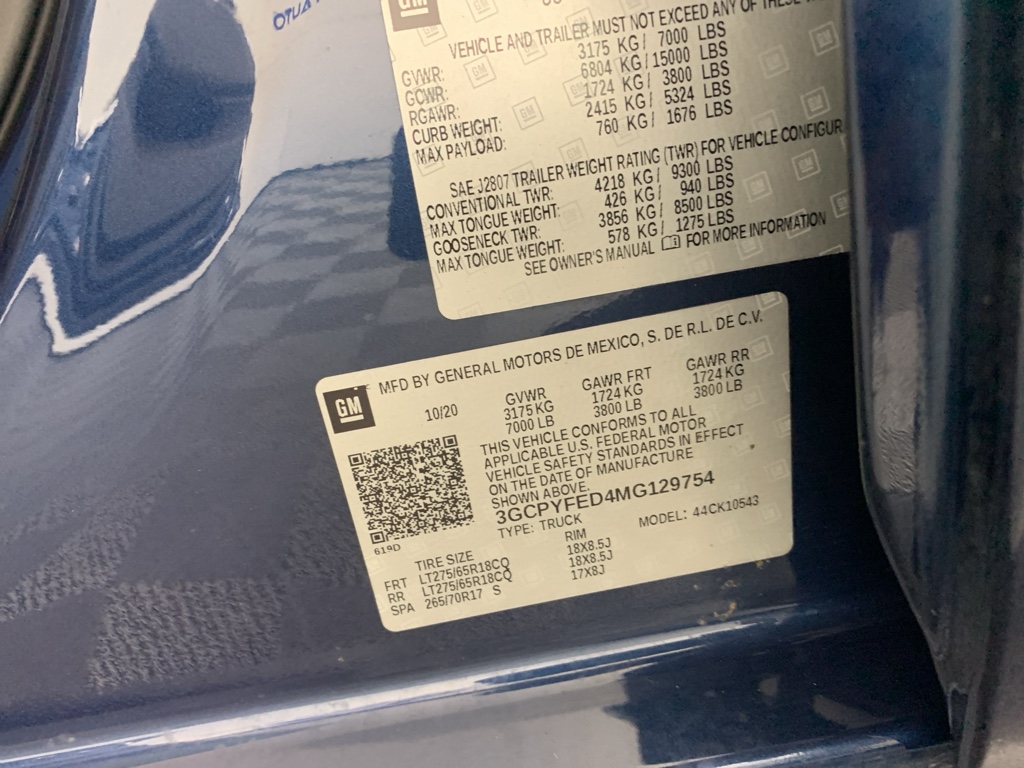 GM
VEHICLE AND TRAILER MUST NOT EXCEED ANY OF THESE
GVWR: 3175 KG/ 7000 LBS
GCWR: 6804 KG/ 15000 LBS
RGAWR: 1724 KG/ 3800 LBS
CURB WEIGHT: 2415 KG/ 5324 LBS
MAX PAYLOAD: 760 KG/ 1676 LBS
SAE J2807 TRAILER WEIGHT RATING (TWR) FOR VEHICLE CONFIGUR
CONVENTIONAL TWR: 4218 KG/ 9300 LBS
MAX TONGUE WEIGHT: 426 KG/ 940 LBS
GOOSENECK TWR: 3856 KG/ 8500 LBS
MAX TONGUE WEIGHT: 578 KG/ 1275 LBS
SEE OWNER'S MANUAL FOR MORE INFORMATION
GM
MFD BY GENERAL MOTORS DE MEXICO, S. DE R.L. DE C.V.
10/20 GVWR GAWR FRT GAWR RR
3175 KG 1724 KG 1724 KG
7000 LB 3800 LB 3800 LB
THIS VEHICLE CONFORMS TO ALL
APPLICABLE U.S. FEDERAL MOTOR
VEHICLE SAFETY STANDARDS IN EFFECT
ON THE DATE OF MANUFACTURE
SHOWN ABOVE.
3GCPYFED4MG129754
TYPE: TRUCK MODEL: 44CK10543
619D
TIRE SIZE RIM
FRT LT275/65R18CQ 18X8.5J
RR LT275/65R18CQ 18X8.5J
SPA 265/70R17 S 17X8J